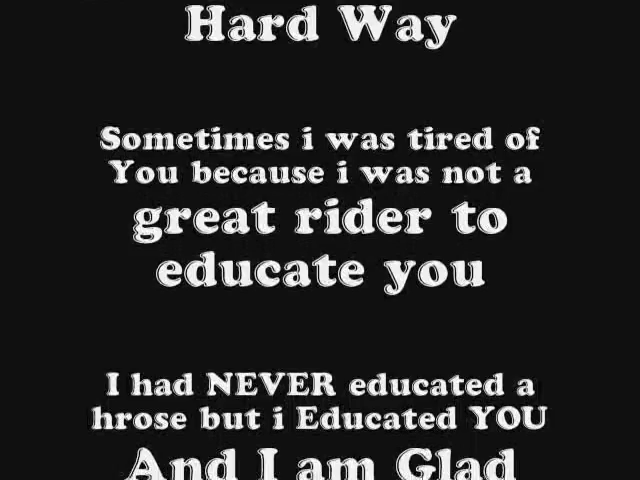 Hard Way
Sometimes i was tired of
You because i was not a
great rider to
educate you
I had NEVER educated a
hrose but i Educated YOU
And I am Glad